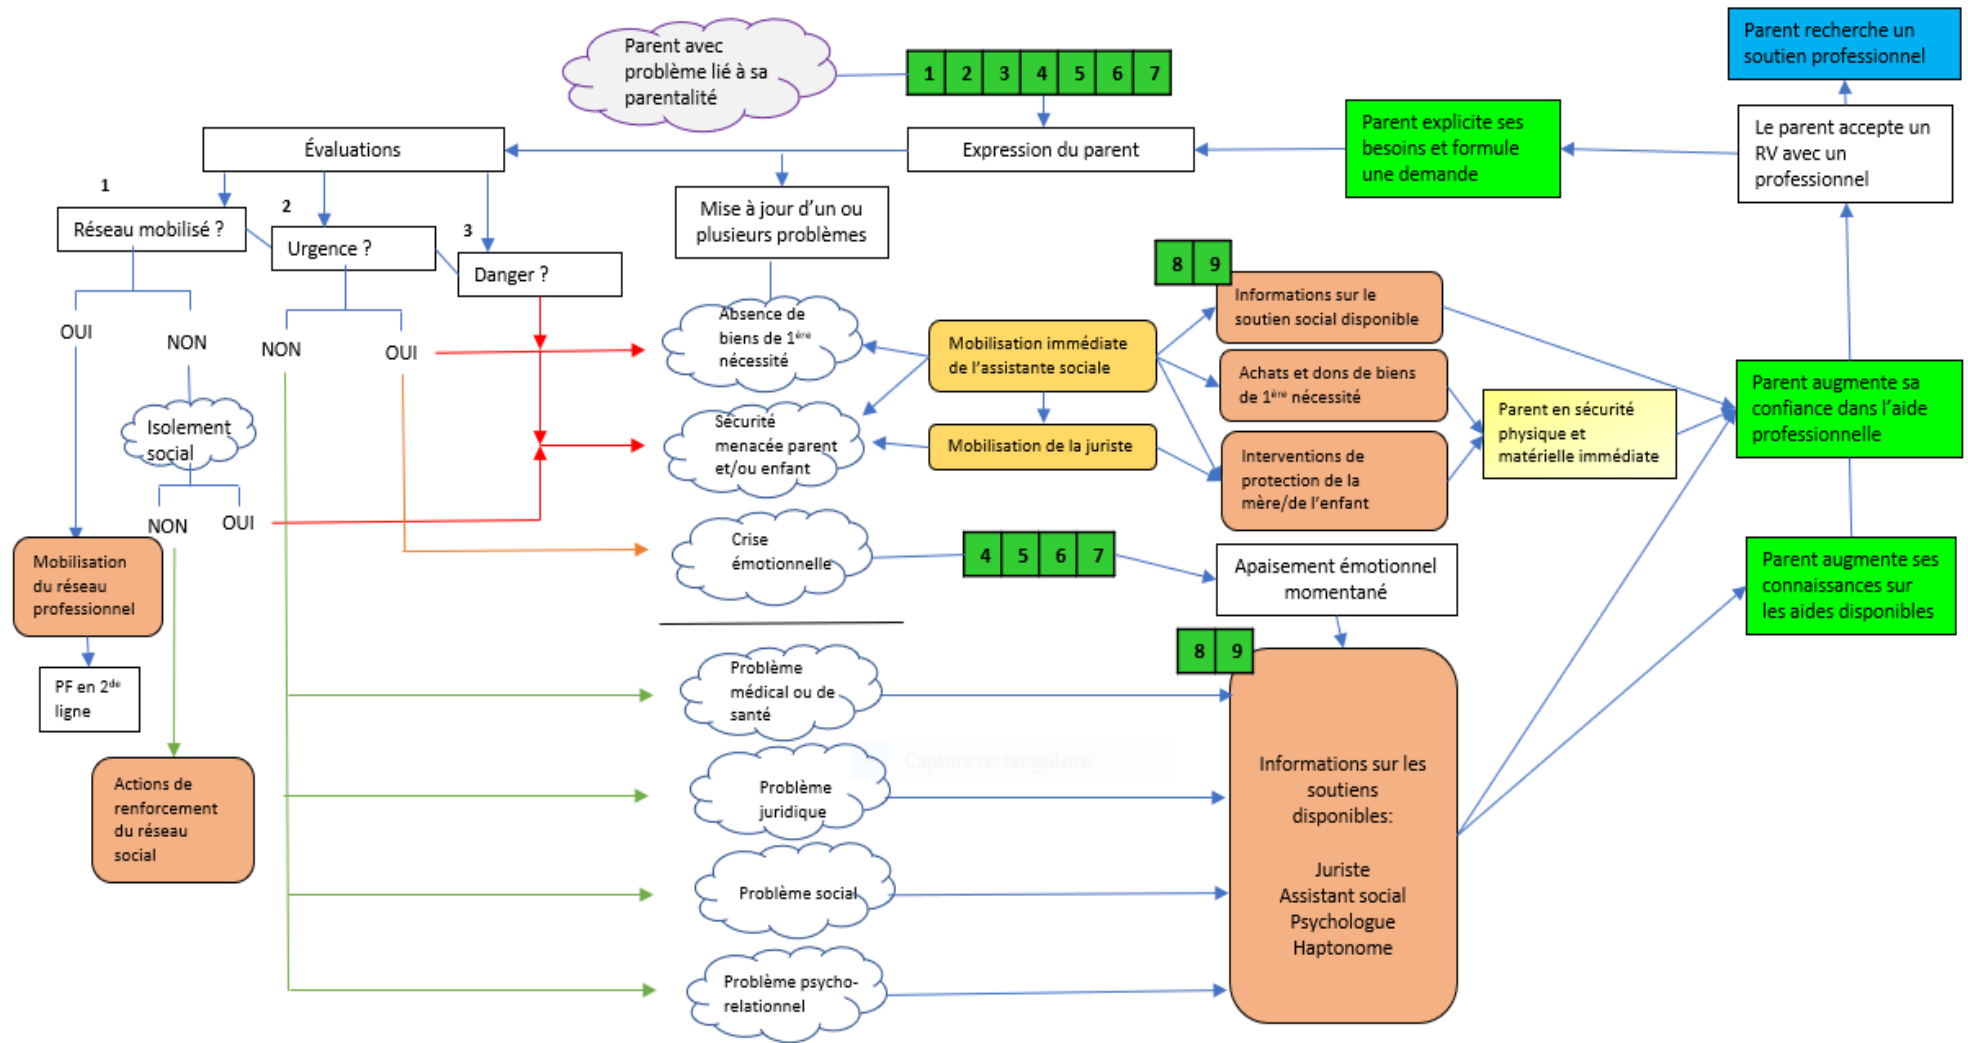 Parent avec
problème lié à sa
parentalité
1 2 3 4 5 6 7
Parent recherche un
soutien professionnel
Le parent accepte un
RV avec un
professionnel
Parent explicite ses
besoins et formule
une demande
Expression du parent
Évaluations
1
Réseau mobilisé ?
2
Urgence ?
3
Danger ?
Mise à jour d’un ou
plusieurs problèmes
OUI
NON
NON
OUI
Isolement
social
NON
OUI
Mobilisation
du réseau
professionnel
PF en 2de
ligne
Actions de
renforcement
du réseau
social
Absence de
biens de 1ère
nécessité
Sécurité
menacée parent
et/ou enfant
Crise
émotionnelle
Mobilisation immédiate
de l’assistante sociale
Mobilisation de la juriste
8 9
Informations sur le
soutien social disponible
Achats et dons de biens
de 1ère nécessité
Interventions de
protection de la
mère/de l’enfant
Parent en sécurité
physique et
matérielle immédiate
Parent augmente sa
confiance dans l’aide
professionnelle
Parent augmente ses
connaissances sur
les aides disponibles
4 5 6 7
Apaisement émotionnel
momentané
Problème
médical ou de
santé
Problème
juridique
Problème social
Problème psycho-
relationnel
Capture rectangulaire
8 9
Informations sur les
soutiens
disponibles:
Juriste
Assistant social
Psychologue
Haptonome